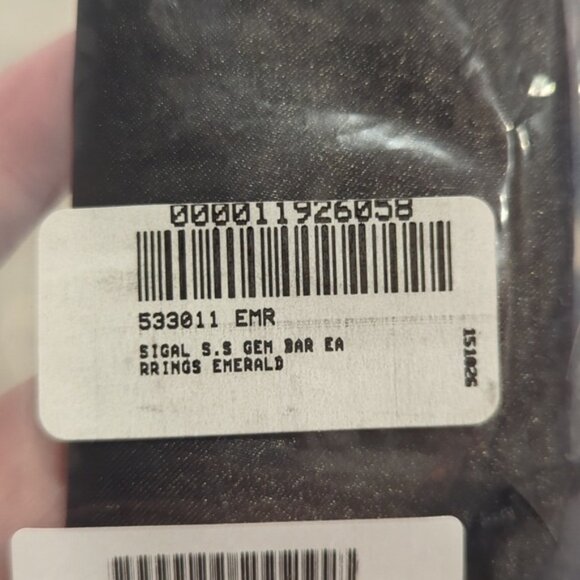 000011926058
533011 EMR
SIGAL S.S GEM BAR EA
RRINGS EMERALD
151026